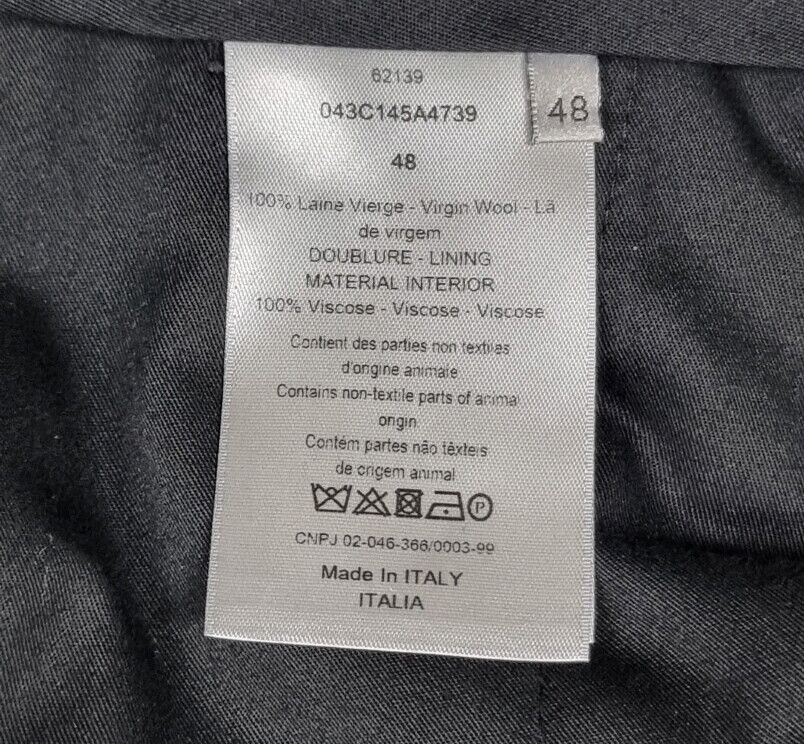 62139
043C145A4739
48
48
100% Laine Vierge - Virgin Wool - Lã
de virgem
DOUBLURE - LINING
MATERIAL INTERIOR
100% Viscose - Viscose - Viscose
Contient des parties non textiles
d'origine animale
Contains non-textile parts of animal
origin
Contém partes não têxteis
de origem animal
P
CNPJ 02-046-366/0003-99
Made In ITALY
ITALIA